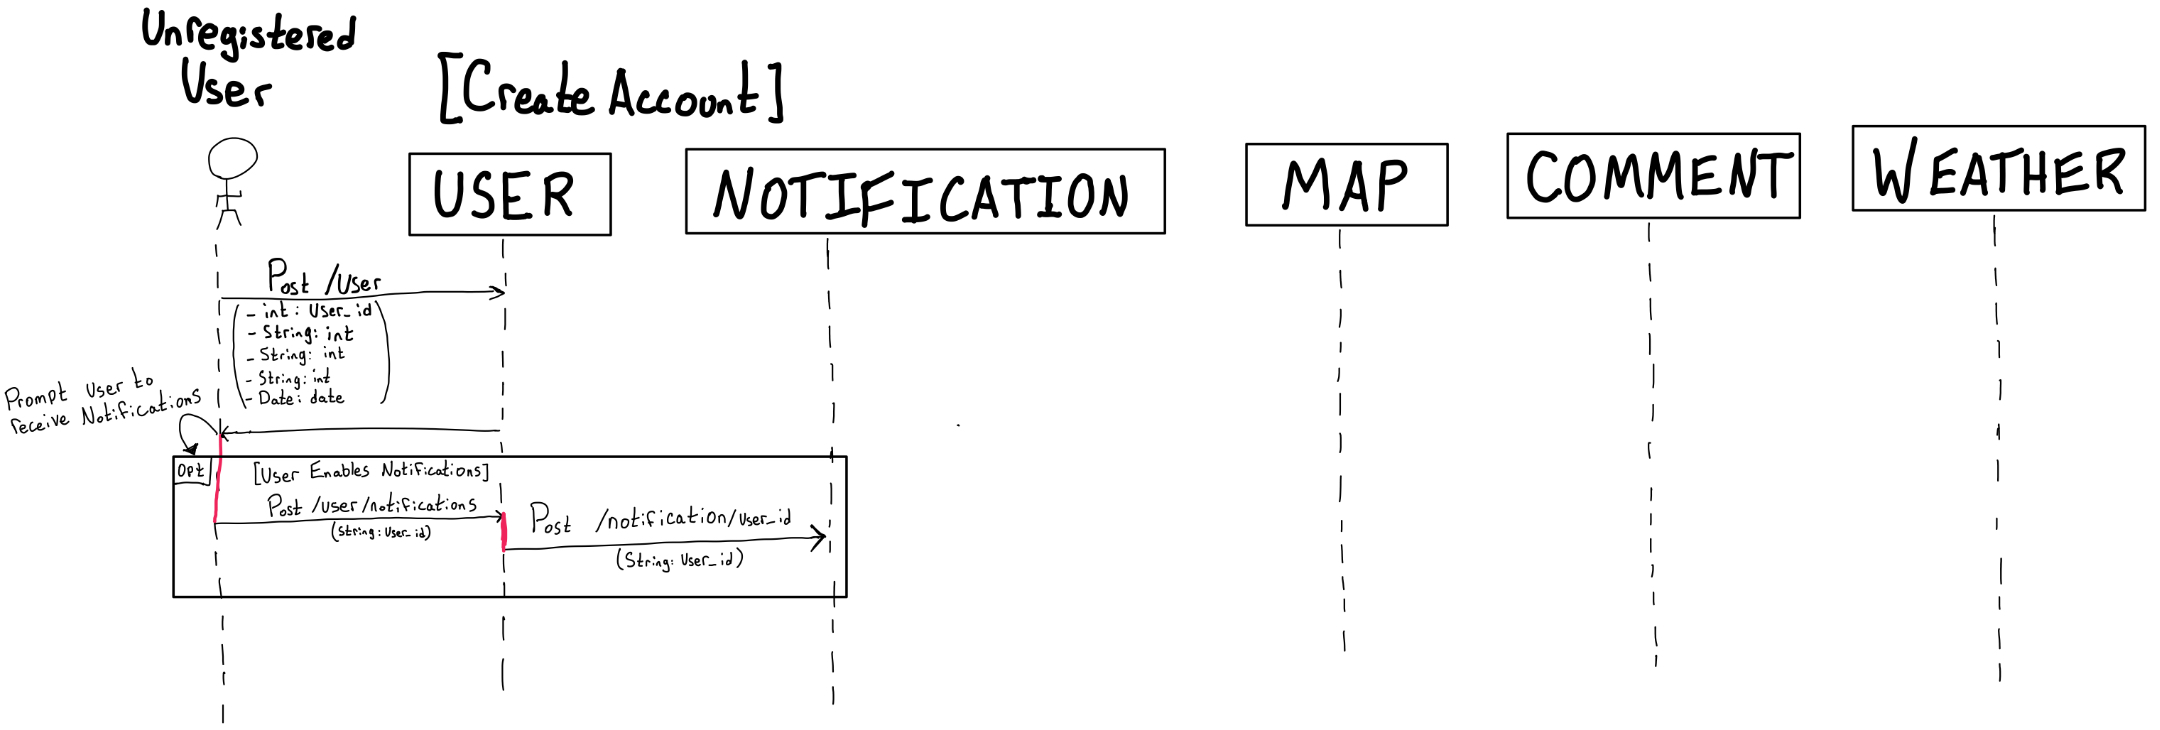 Unregistered
User
[Create Account]
USER
NOTIFICATION
MAP
COMMENT
WEATHER
Post /User
- int: User_id
- String: int
- String: int
- String: int
- Date: date
Prompt User to
receive Notifications
Opt
[User Enables Notifications]
Post /user/notifications
(String: User_id)
Post /notification/User_id
(String: User_id)